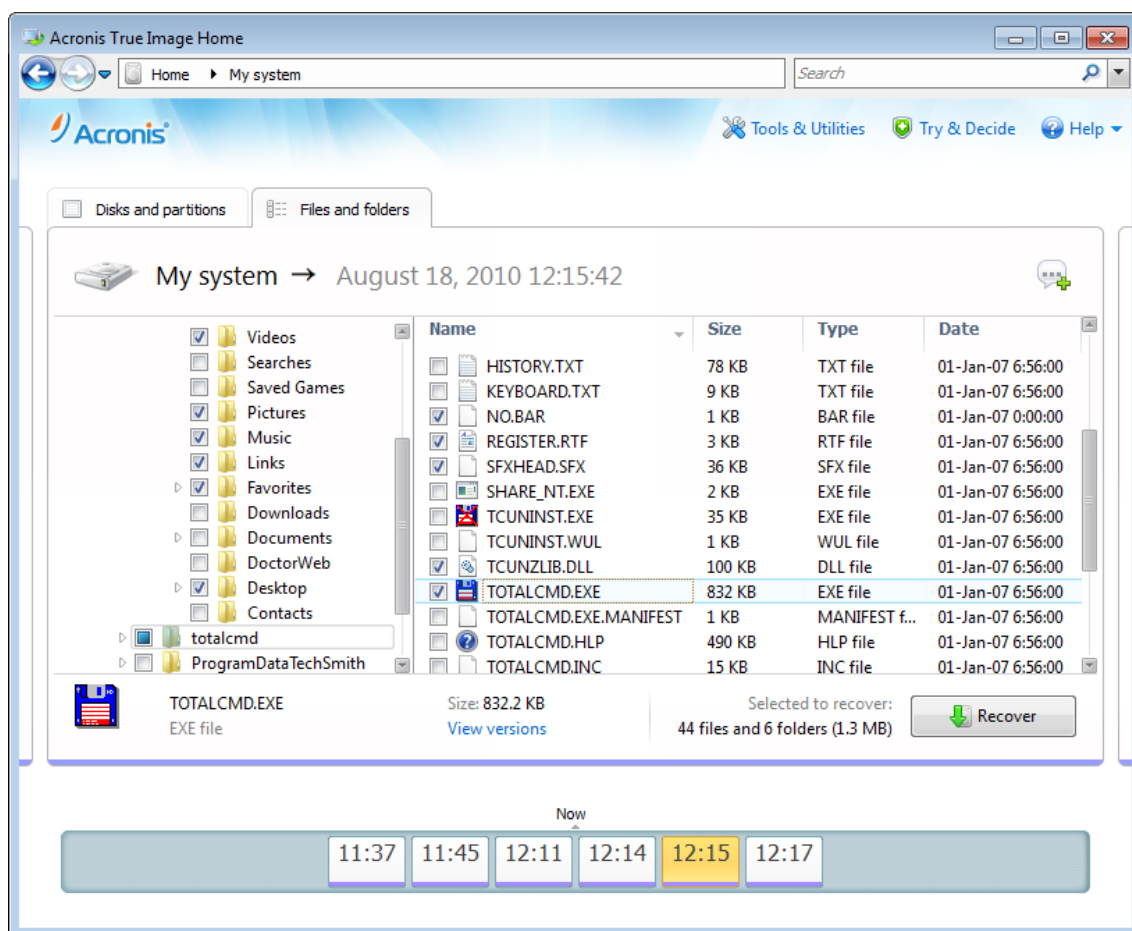 Acronis True Image Home
Home My system Search
Acronis Tools & Utilities Try & Decide Help
Disks and partitions Files and folders
My system → August 18, 2010 12:15:42
Videos
Searches
Saved Games
Pictures
Music
Links
Favorites
Downloads
Documents
DoctorWeb
Desktop
Contacts
totalcmd
ProgramDataTechSmith
Name Size Type Date
HISTORY.TXT 78 KB TXT file 01-Jan-07 6:56:00
KEYBOARD.TXT 9 KB TXT file 01-Jan-07 6:56:00
NO.BAR 1 KB BAR file 01-Jan-07 0:00:00
REGISTER.RTF 3 KB RTF file 01-Jan-07 6:56:00
SFXHEAD.SFX 36 KB SFX file 01-Jan-07 6:56:00
SHARE_NT.EXE 2 KB EXE file 01-Jan-07 6:56:00
TCUNINST.EXE 35 KB EXE file 01-Jan-07 6:56:00
TCUNINST.WUL 1 KB WUL file 01-Jan-07 6:56:00
TCUNZLIB.DLL 100 KB DLL file 01-Jan-07 6:56:00
TOTALCMD.EXE 832 KB EXE file 01-Jan-07 6:56:00
TOTALCMD.EXE.MANIFEST 1 KB MANIFEST f... 01-Jan-07 6:56:00
TOTALCMD.HLP 490 KB HLP file 01-Jan-07 6:56:00
TOTALCMD.INC 15 KB INC file 01-Jan-07 6:56:00
TOTALCMD.EXE Size: 832.2 KB Selected to recover:
EXE file View versions 44 files and 6 folders (1.3 MB) Recover
Now
11:37 11:45 12:11 12:14 12:15 12:17